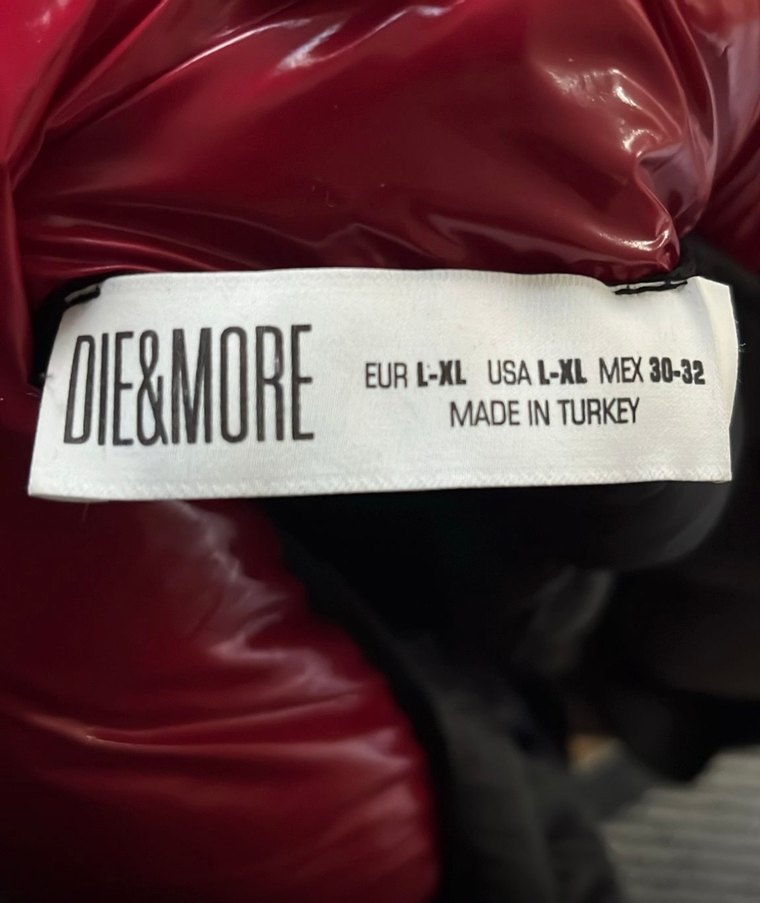 DIE&MORE
EUR L-XL USA L-XL MEX 30-32
MADE IN TURKEY